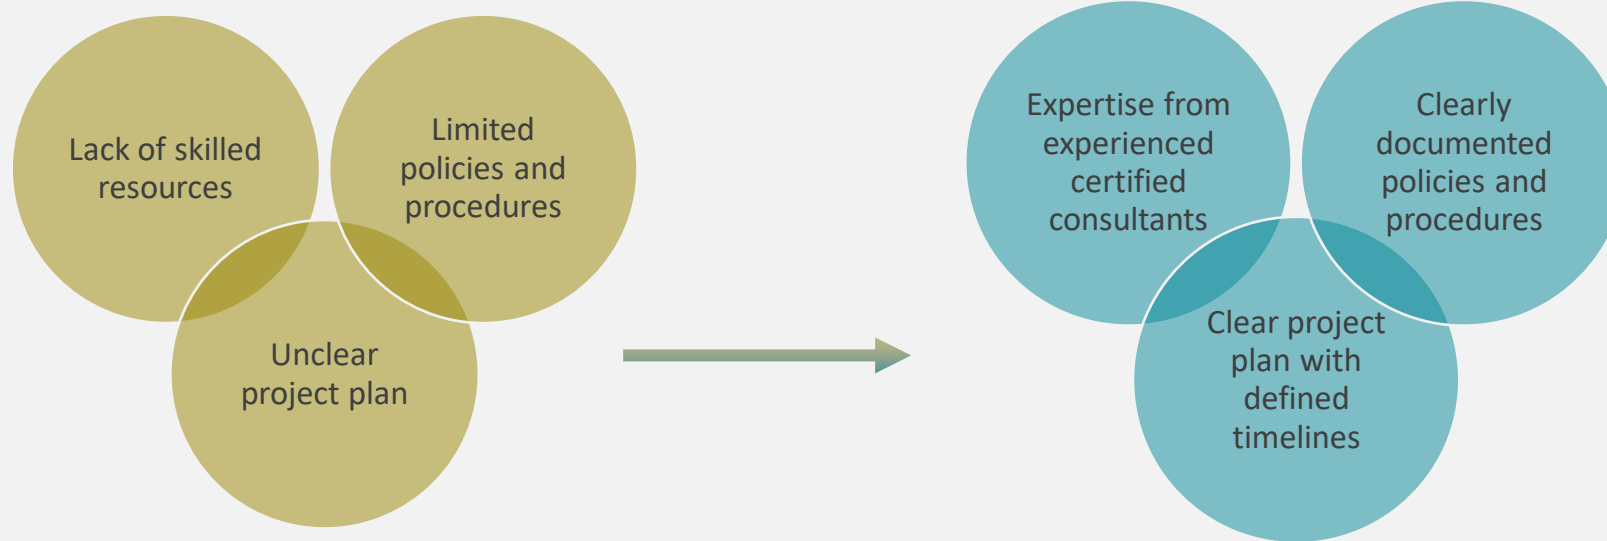 Lack of skilled
resources
Limited
policies and
procedures
Unclear
project plan
Expertise from
experienced
certified
consultants
Clearly
documented
policies and
procedures
Clear project
plan with
defined
timelines